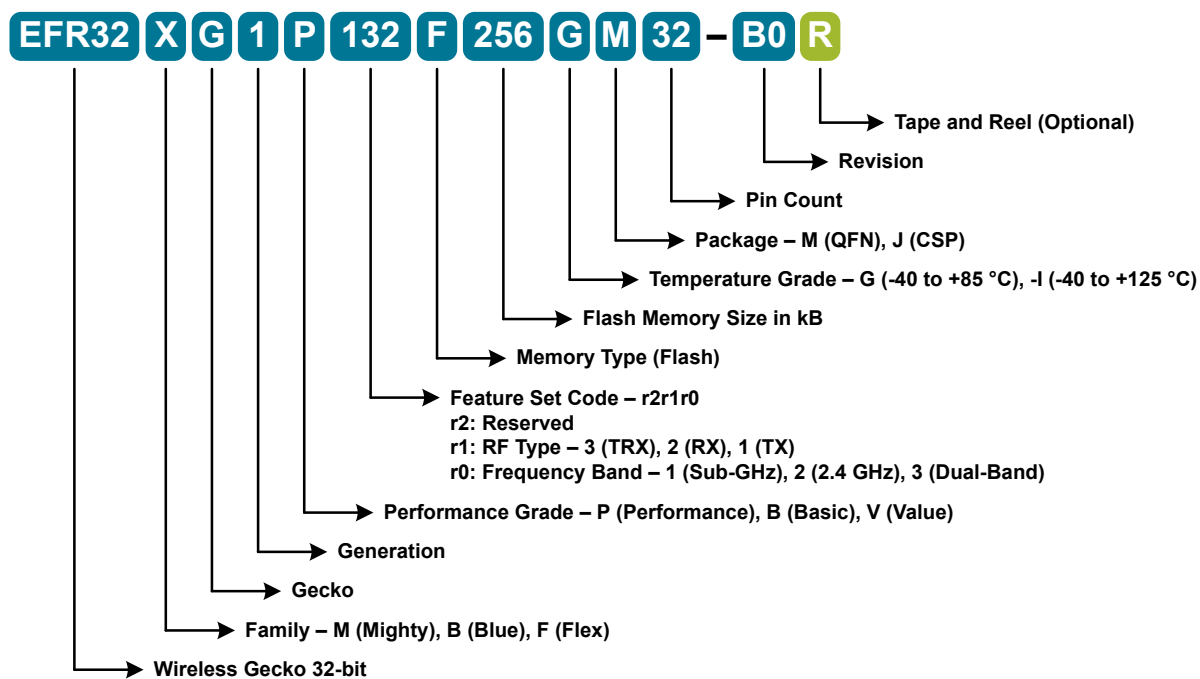 EFR32 X G 1 P 132 F 256 G M 32 – B0 R
Tape and Reel (Optional)
Revision
Pin Count
Package – M (QFN), J (CSP)
Temperature Grade – G (-40 to +85 °C), -I (-40 to +125 °C)
Flash Memory Size in kB
Memory Type (Flash)
Feature Set Code – r2r1r0
r2: Reserved
r1: RF Type – 3 (TRX), 2 (RX), 1 (TX)
r0: Frequency Band – 1 (Sub-GHz), 2 (2.4 GHz), 3 (Dual-Band)
Performance Grade – P (Performance), B (Basic), V (Value)
Generation
Gecko
Family – M (Mighty), B (Blue), F (Flex)
Wireless Gecko 32-bit